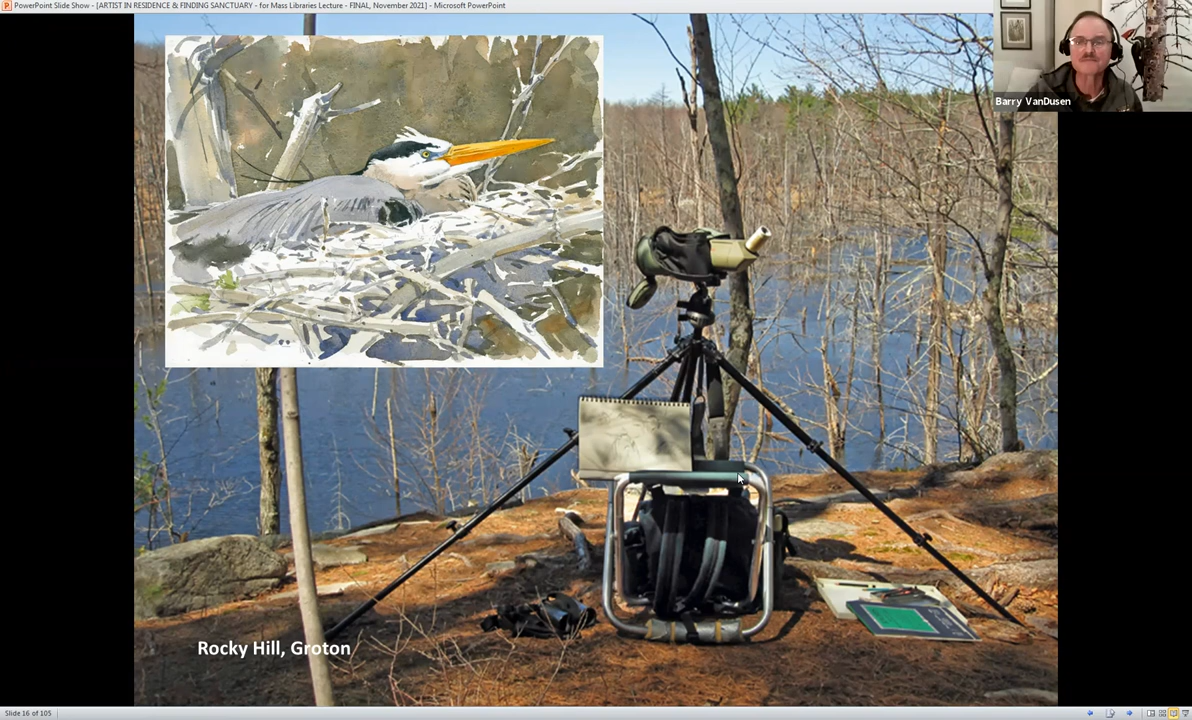 PowerPoint Slide Show - [ARTIST IN RESIDENCE & FINDING SANCTUARY - for Mass Libraries Lecture - FINAL, November 2021] - Microsoft PowerPoint
Barry VanDusen
Rocky Hill, Groton
Slide 16 of 105